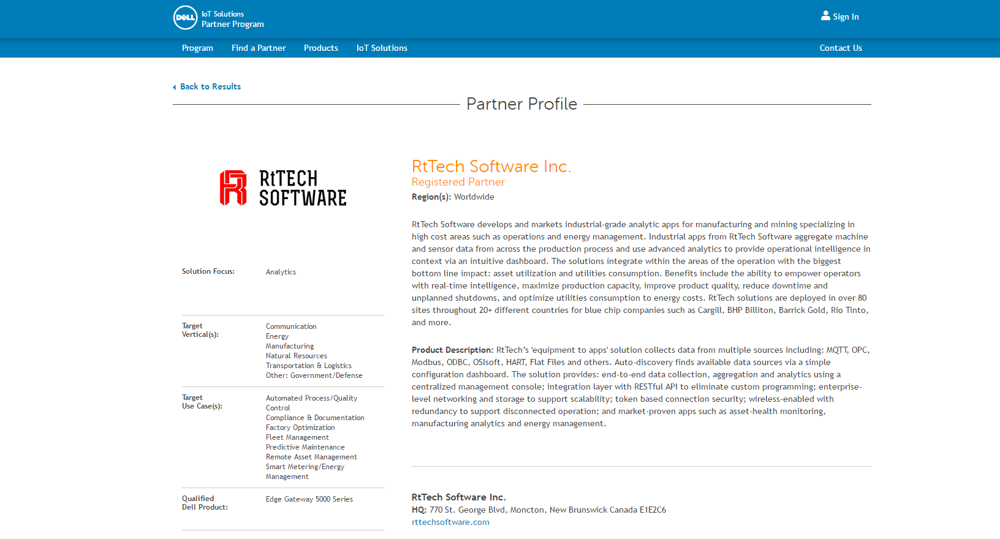 DELL
IoT Solutions
Partner Program
Sign In
Program
Find a Partner
Products
IoT Solutions
Contact Us
Back to Results
Partner Profile
RtTECH
SOFTWARE
Solution Focus:
Analytics
Target
Vertical(s):
Communication
Energy
Manufacturing
Natural Resources
Transportation & Logistics
Other: Government/Defense
Target
Use Case(s):
Automated Process/Quality
Control
Compliance & Documentation
Factory Optimization
Fleet Management
Predictive Maintenance
Remote Asset Management
Smart Metering/Energy
Management
Qualified
Dell Product:
Edge Gateway 5000 Series
RtTech Software Inc.
Registered Partner
Region(s): Worldwide
RtTech Software develops and markets industrial-grade analytic apps for manufacturing and mining specializing in
high cost areas such as operations and energy management. Industrial apps from RtTech Software aggregate machine
and sensor data from across the production process and use advanced analytics to provide operational intelligence in
context via an intuitive dashboard. The solutions integrate within the areas of the operation with the biggest
bottom line impact: asset utilization and utilities consumption. Benefits include the ability to empower operators
with real-time intelligence, maximize production capacity, improve product quality, reduce downtime and
unplanned shutdowns, and optimize utilities consumption to energy costs. RtTech solutions are deployed in over 80
sites throughout 20+ different countries for blue chip companies such as Cargill, BHP Billiton, Barrick Gold, Rio Tinto,
and more.
Product Description: RtTech’s 'equipment to apps' solution collects data from multiple sources including: MQTT, OPC,
Modbus, ODBC, OSIsoft, HART, Flat Files and others. Auto-discovery finds available data sources via a simple
configuration dashboard. The solution provides: end-to-end data collection, aggregation and analytics using a
centralized management console; integration layer with RESTful API to eliminate custom programming; enterprise-
level networking and storage to support scalability; token based connection security; wireless-enabled with
redundancy to support disconnected operation; and market-proven apps such as asset-health monitoring,
manufacturing analytics and energy management.
RtTech Software Inc.
HQ: 770 St. George Blvd, Moncton, New Brunswick Canada E1E2C6
rttechsoftware.com